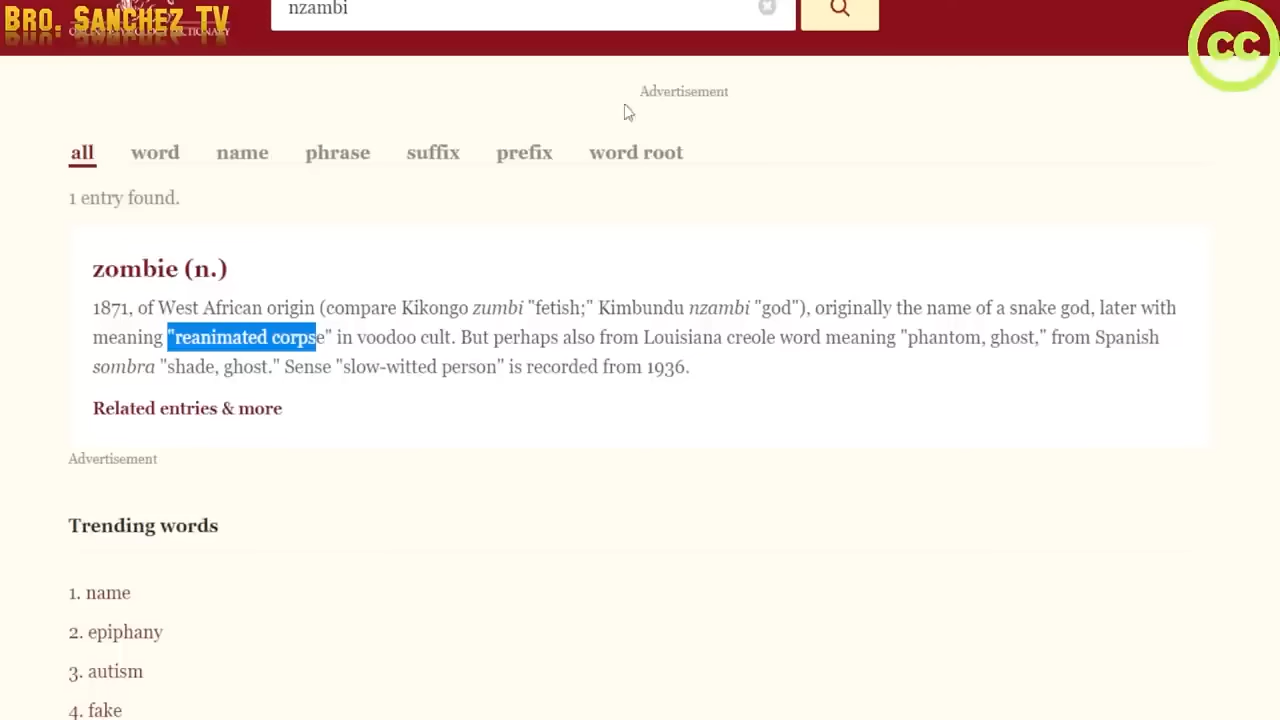 Bro. Sanchez TV
nzambi
CC
Advertisement
all word name phrase suffix prefix word root
1 entry found.
zombie (n.)
1871, of West African origin (compare Kikongo zumbi "fetish;" Kimbundu nzambi "god"), originally the name of a snake god, later with
meaning "reanimated corpse" in voodoo cult. But perhaps also from Louisiana creole word meaning "phantom, ghost," from Spanish
sombra "shade, ghost." Sense "slow-witted person" is recorded from 1936.
Related entries & more
Advertisement
Trending words
1. name
2. epiphany
3. autism
4. fake